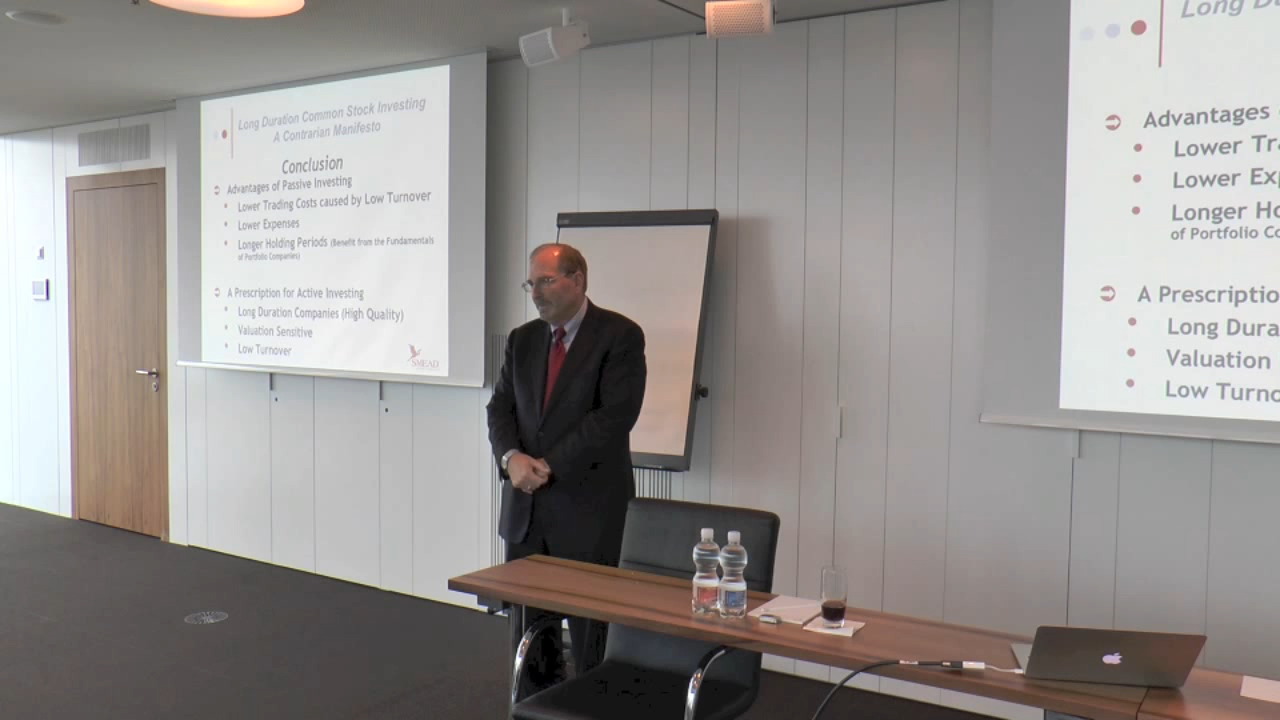 Long Duration Common Stock Investing
A Contrarian Manifesto
Conclusion
Advantages of Passive Investing
Lower Trading Costs caused by Low Turnover
Lower Expenses
Longer Holding Periods (Benefit from the Fundamentals
of Portfolio Companies)
A Prescription for Active Investing
Long Duration Companies (High Quality)
Valuation Sensitive
Low Turnover
SMEAD
Long Du
Advantages
Lower Tra
Lower Exp
Longer Ho
of Portfolio Co
A Prescriptio
Long Dura
Valuation
Low Turno